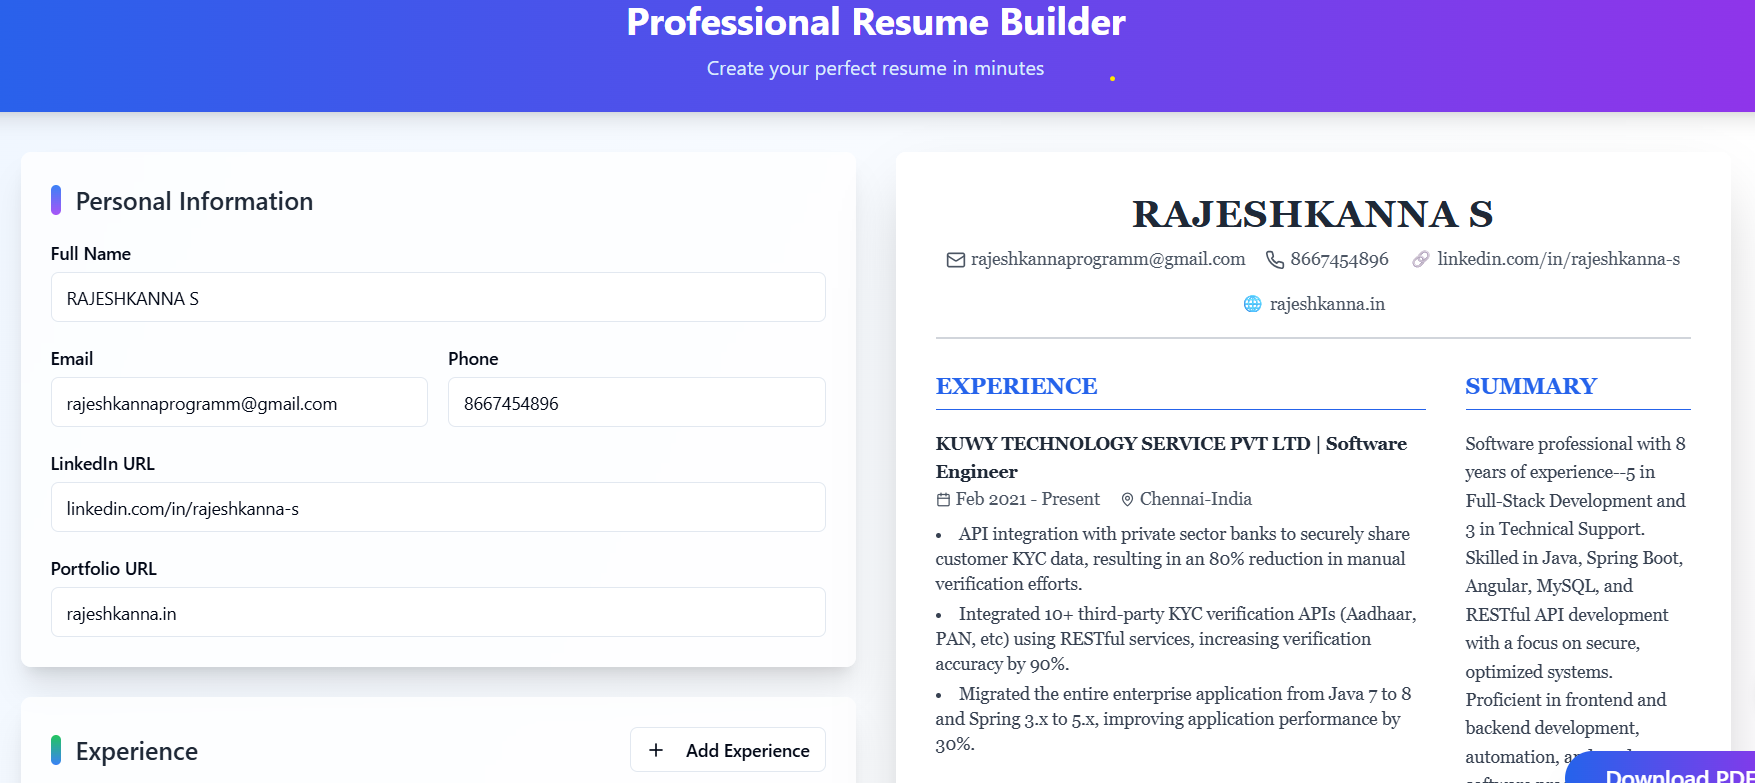 Professional Resume Builder
Create your perfect resume in minutes
Personal Information
Full Name
RAJESHKANNA S
Email
Phone
rajeshkannaprogramm@gmail.com
8667454896
LinkedIn URL
linkedin.com/in/rajeshkanna-s
Portfolio URL
rajeshkanna.in
Experience
Add Experience
RAJESHKANNA S
rajeshkannaprogramm@gmail.com 8667454896 linkedin.com/in/rajeshkanna-s
rajeshkanna.in
EXPERIENCE
KUWY TECHNOLOGY SERVICE PVT LTD | Software
Engineer
Feb 2021 - Present Chennai-India
• API integration with private sector banks to securely share
customer KYC data, resulting in an 80% reduction in manual
verification efforts.
• Integrated 10+ third-party KYC verification APIs (Aadhaar,
PAN, etc) using RESTful services, increasing verification
accuracy by 90%.
• Migrated the entire enterprise application from Java 7 to 8
and Spring 3.x to 5.x, improving application performance by
30%.
SUMMARY
Software professional with 8
years of experience--5 in
Full-Stack Development and
3 in Technical Support.
Skilled in Java, Spring Boot,
Angular, MySQL, and
RESTful API development
with a focus on secure,
optimized systems.
Proficient in frontend and
backend development,
automation,
Download PDF